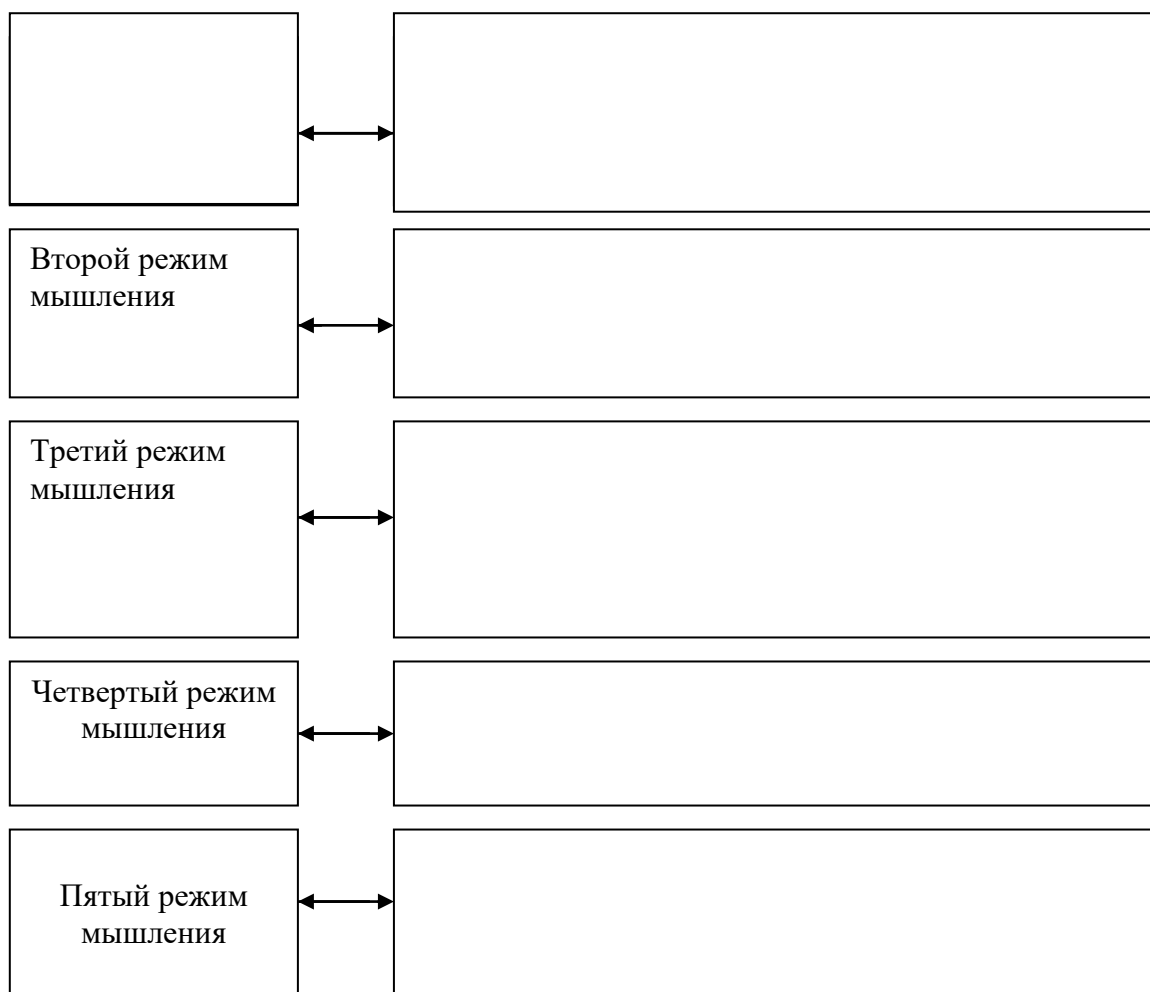 Второй режим
мышления
Третий режим
мышления
Четвертый режим
мышления
Пятый режим
мышления